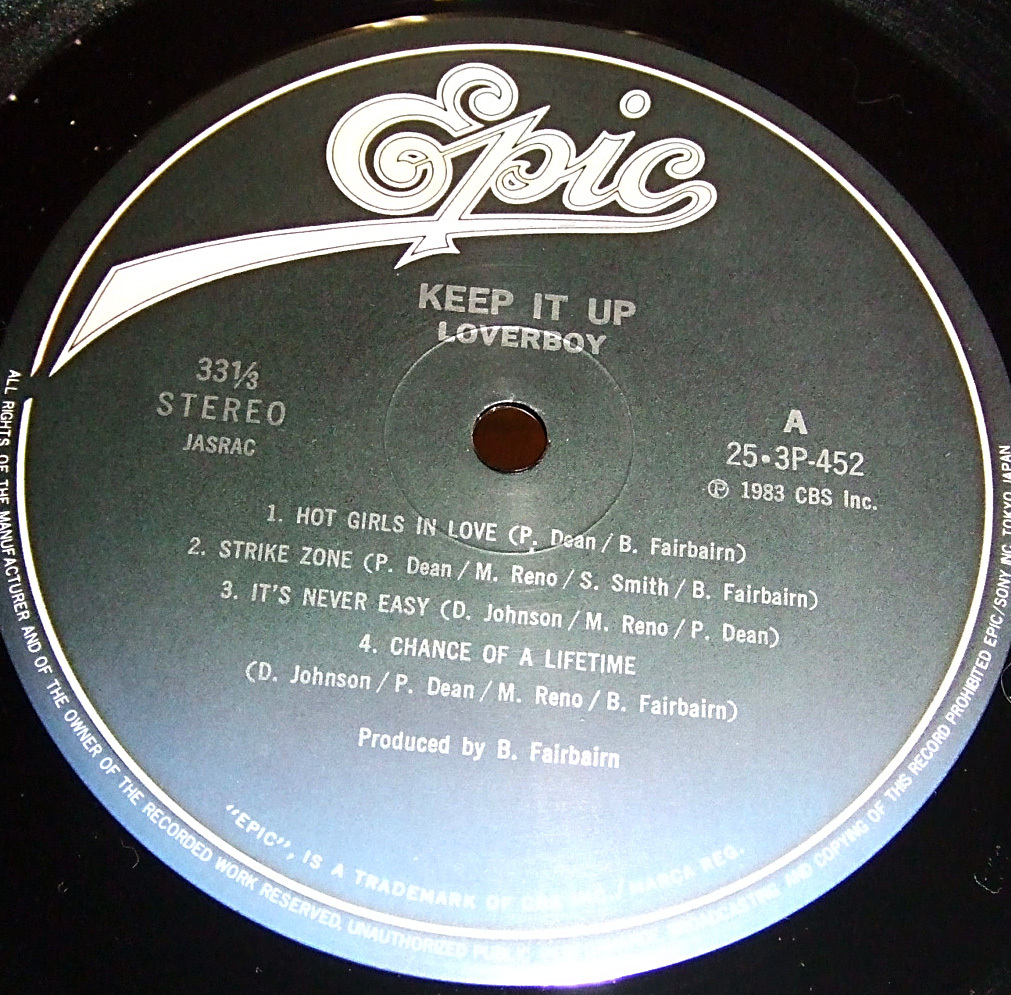 Epic
KEEP IT UP
LOVERBOY
33⅓
STEREO
JASRAC
A
25•3P-452
Ⓟ 1983 CBS Inc.
1. HOT GIRLS IN LOVE (P. Dean / B. Fairbairn)
2. STRIKE ZONE (P. Dean / M. Reno / S. Smith / B. Fairbairn)
3. IT'S NEVER EASY (D. Johnson / M. Reno / P. Dean)
4. CHANCE OF A LIFETIME
(D. Johnson / P. Dean / M. Reno / B. Fairbairn)
Produced by B. Fairbairn
"EPIC", IS A TRADEMARK OF CBS INC. / MARCA REG.
ALL RIGHTS OF THE MANUFACTURER AND OF THE OWNER OF THE RECORDED WORK RESERVED. UNAUTHORIZED PUBLIC BROADCASTING AND COPYING OF THIS RECORD PROHIBITED EPIC/SONY INC. TOKYO JAPAN